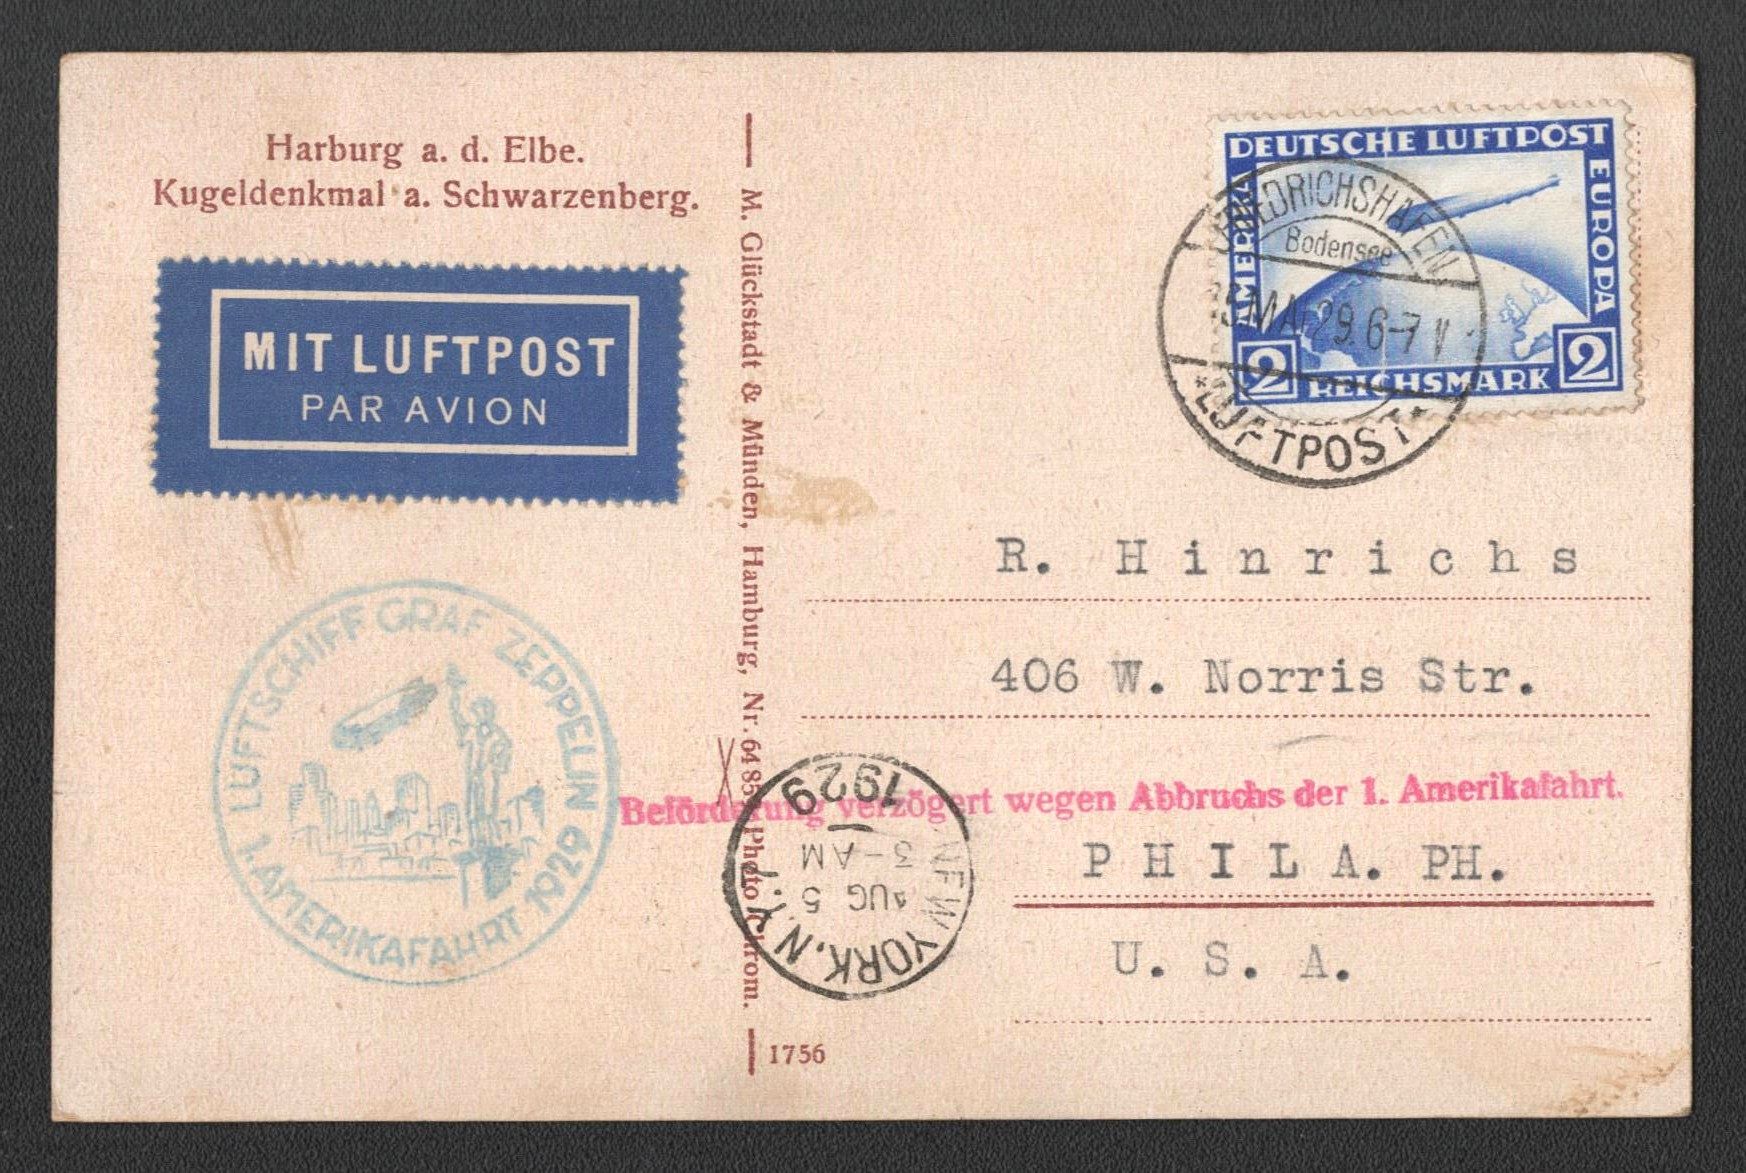 Harburg a. d. Elbe.
Kugeldenkmal a. Schwarzenberg.
MIT LUFTPOST
PAR AVION
M. Glückstadt & Münden, Hamburg, Nr. 64 85 Photochrom.
1756
DEUTSCHE LUFTPOST
AMERIKA
EUROPA
2 REICHSMARK 2
FRIEDRICHSHAFEN
Bodensee
MAI 29. 6-7 V
*LUFTPOST*
R. Hinrichs
406 W. Norris Str.
Beförderung verzögert wegen Abbruchs der 1. Amerikafahrt.
PHILA. PH.
U. S. A.
LUFTSCHIFF GRAF ZEPPELIN
1. AMERIKAFAHRT 1929
NEW YORK, N.Y.
AUG 5
3-AM
1929